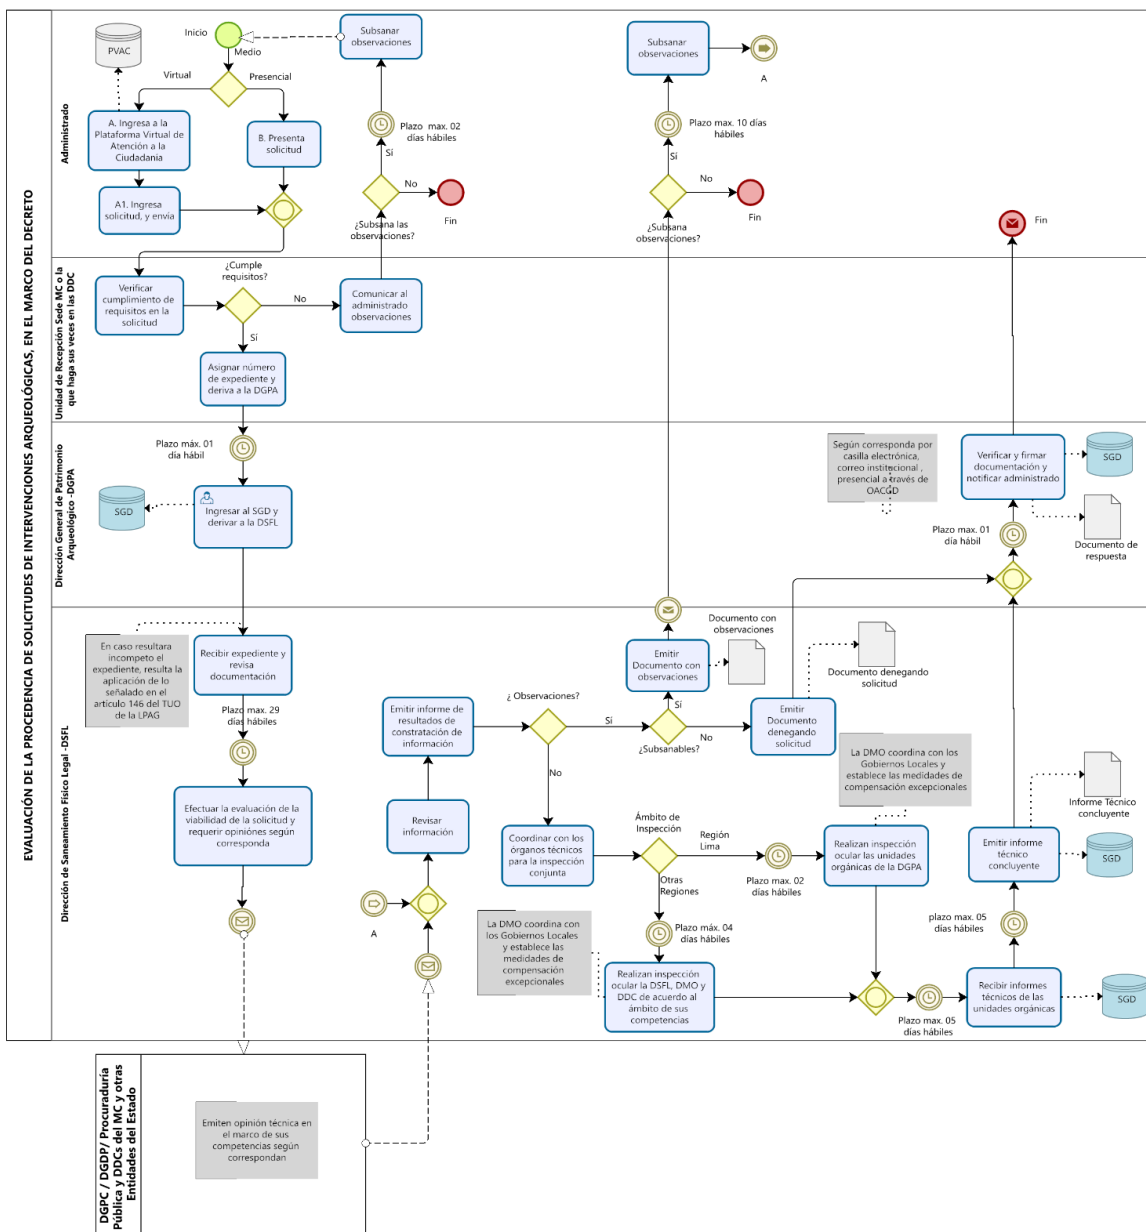 EVALUACIÓN DE LA PROCEDENCIA DE SOLICITUDES DE INTERVENCIONES ARQUEOLÓGICAS, EN EL MARCO DEL DECRETO
Administrado
PVAC
Inicio
Medio
Virtual
Presencial
A. Ingresa a la
Plataforma Virtual de
Atención a la
Ciudadanía
B. Presenta
solicitud
A1. Ingresa
solicitud, y envía
Subsanar
observaciones
Plazo max. 02
días hábiles
Sí
No
Fin
¿Subsana las
observaciones?
Subsanar
observaciones
A
Plazo max. 10 días
hábiles
Sí
No
Fin
¿Subsana
observaciones?
Fin
Unidad de Recepción Sede MC o la
que haga sus veces en las DDC
Verificar
cumplimiento de
requisitos en la
solicitud
¿Cumple
requisitos?
No
Sí
Comunicar al
administrado
observaciones
Asignar número
de expediente y
deriva a la DGPA
Dirección General de Patrimonio
Arqueológico -DGPA
Plazo máx. 01
día hábil
SGD
Ingresar al SGD y
derivar a la DSFL
Según corresponda por
casilla electrónica,
correo institucional ,
presencial a través de
OACGD
Verificar y firmar
documentación y
notificar administrado
SGD
Plazo max. 01
día hábil
Documento de
respuesta
Dirección de Saneamiento Físico Legal -DSFL
En caso resultara
incompeto el
expediente, resulta la
aplicación de lo
señalado en el
artículo 146 del TUO
de la LPAG
Recibir expediente y
revisa
documentación
Plazo max. 29
días hábiles
Efectuar la evaluación de la
viabilidad de la solicitud y
requerir opiniónes según
corresponda
Emitir informe de
resultados de
constratación de
información
Revisar
información
A
¿ Observaciones?
Sí
No
Emitir
Documento con
observaciones
Documento con
observaciones
Sí
No
¿Subsanables?
Emitir
Documento
denegando
solicitud
Documento denegando
solicitud
La DMO coordina con los
Gobiernos Locales y
establece las medidades
de compensación
excepcionales
Coordinar con los
órganos técnicos
para la inspección
conjunta
Ámbito de
Inspección
Región
Lima
Otras
Regiones
Plazo max. 02
días hábiles
Realizan inspección
ocular las unidades
orgánicas de la DGPA
La DMO coordina con
los Gobiernos Locales
y establece las
medidades de
compensación
excepcionales
Plazo máx. 04
días hábiles
Realizan inspección
ocular la DSFL, DMO y
DDC de acuerdo al
ámbito de sus
competencias
Plazo max. 05
días hábiles
Recibir informes
técnicos de las
unidades orgánicas
SGD
plazo max. 05
días hábiles
Emitir informe
técnico
concluyente
SGD
Informe Técnico
concluyente
DGPC / DGDP/ Procuraduría
Pública y DDCs del MC y otras
Entidades del Estado
Emiten opinión técnica en
el marco de sus
competencias según
correspondan